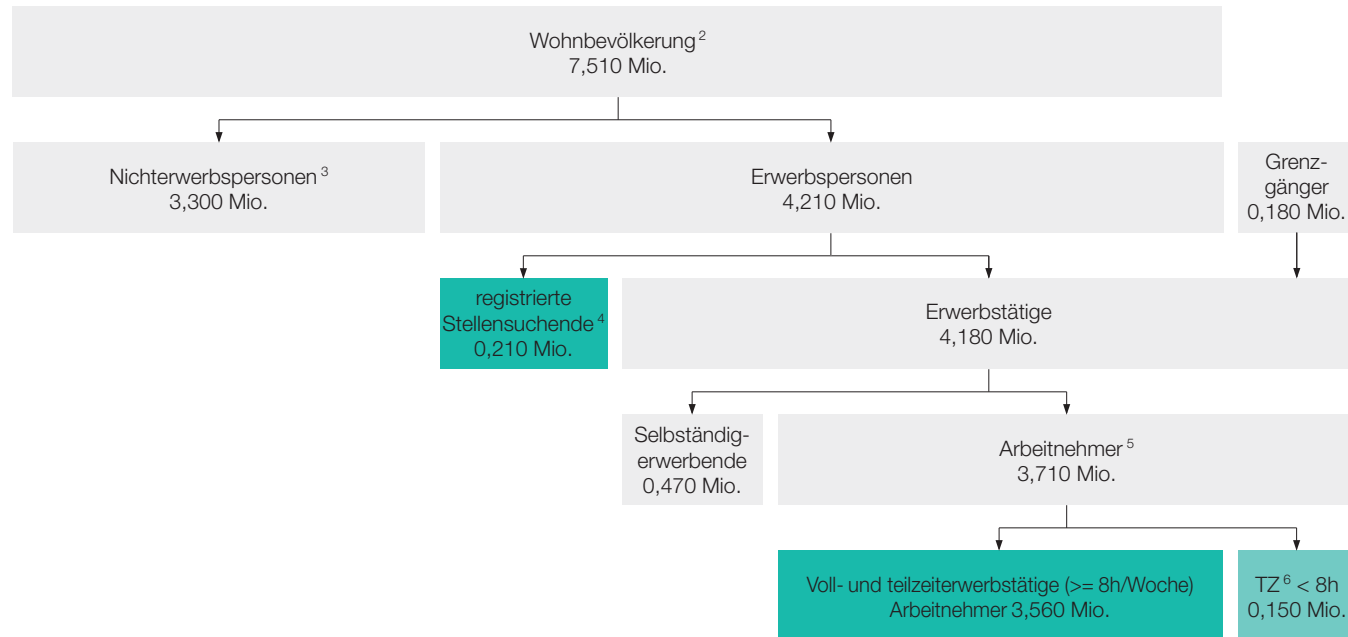 Wohnbevölkerung 2
7,510 Mio.
Nichterwerbspersonen 3
3,300 Mio.
Erwerbspersonen
4,210 Mio.
Grenz-
gänger
0,180 Mio.
registrierte
Stellensuchende 4
0,210 Mio.
Erwerbstätige
4,180 Mio.
Selbständig-
erwerbende
0,470 Mio.
Arbeitnehmer 5
3,710 Mio.
Voll- und teilzeiterwerbstätige (>= 8h/Woche)
Arbeitnehmer 3,560 Mio.
TZ 6 < 8h
0,150 Mio.